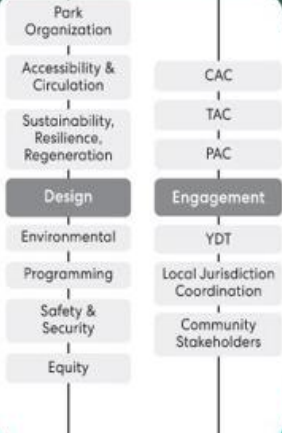 Park
Organization
Accessibility &
Circulation
Sustainability,
Resilience,
Regeneration
Design
Environmental
Programming
Safety &
Security
Equity
CAC
TAC
PAC
Engagement
YDT
Local Jurisdiction
Coordination
Community
Stakeholders